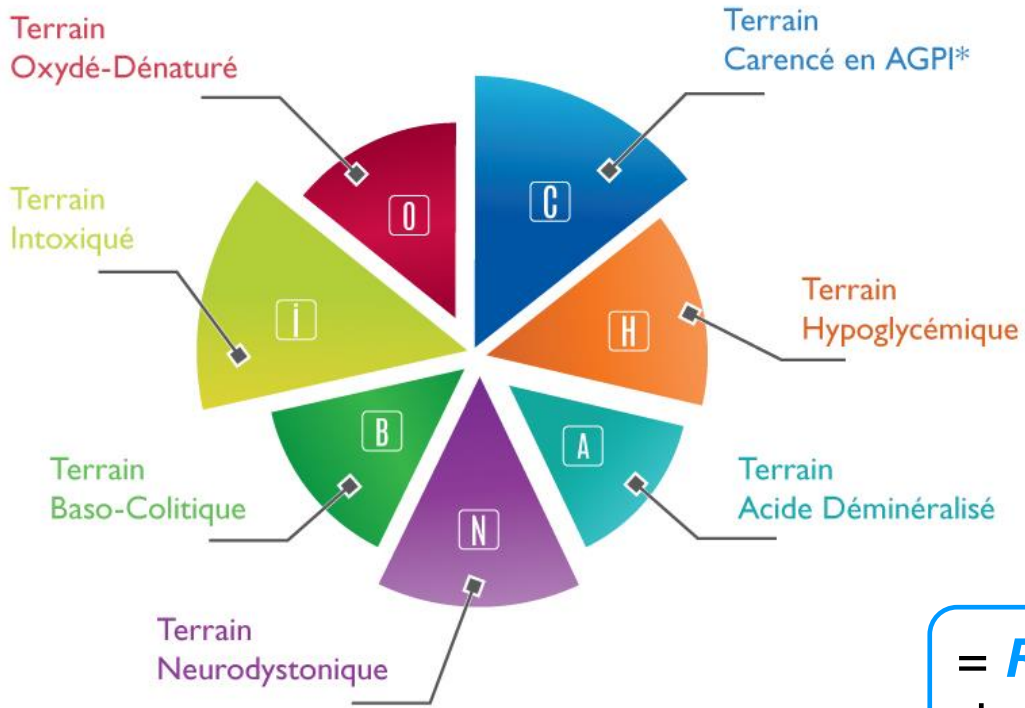 Terrain
Oxydé-Dénaturé
Terrain
Carencé en AGPI*
Terrain
Intoxiqué
O
C
Terrain
Hypoglycémique
i
H
B
A
Terrain
Baso-Colitique
Terrain
Acide Déminéralisé
N
Terrain
Neurodystonique
=